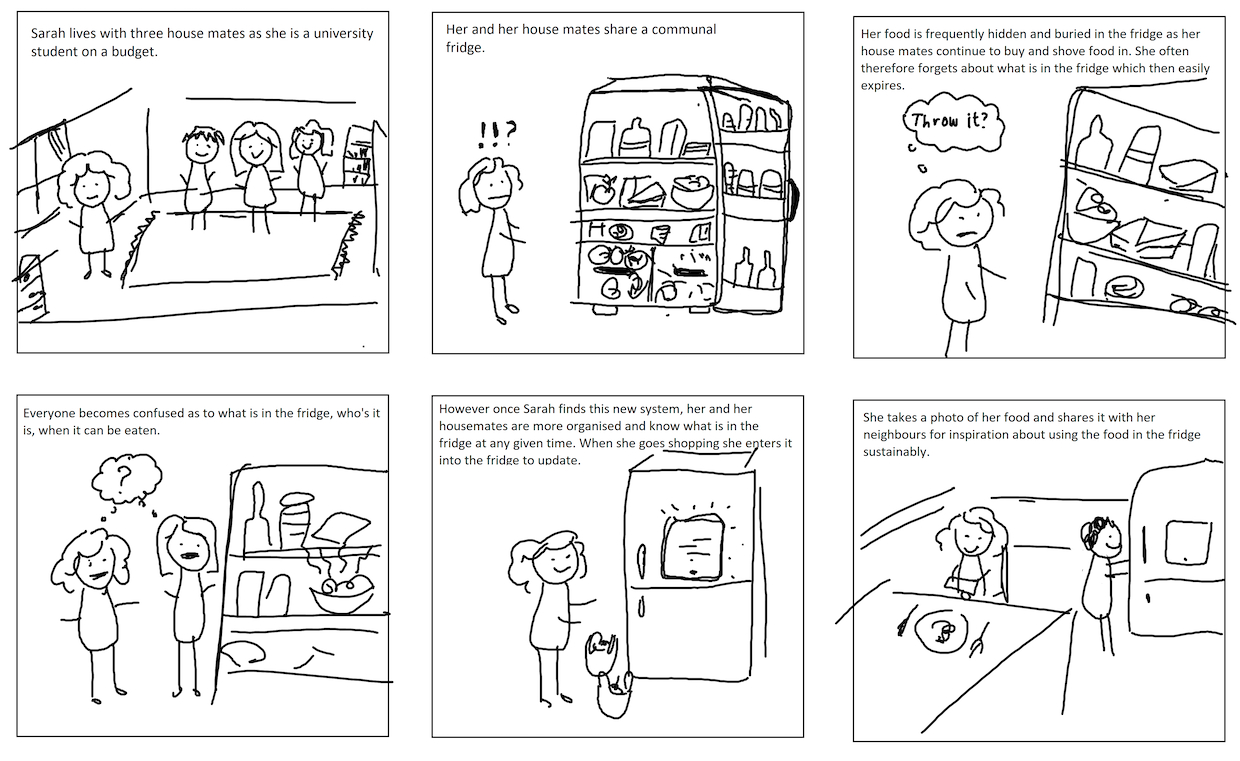 Sarah lives with three house mates as she is a university
student on a budget.
Her and her house mates share a communal
fridge.
!!?
Her food is frequently hidden and buried in the fridge as her
house mates continue to buy and shove food in. She often
therefore forgets about what is in the fridge which then easily
expires.
Throw it?
Everyone becomes confused as to what is in the fridge, who's it
is, when it can be eaten.
?
However once Sarah finds this new system, her and her
housemates are more organised and know what is in the
fridge at any given time. When she goes shopping she enters it
into the fridge to update.
She takes a photo of her food and shares it with her
neighbours for inspiration about using the food in the fridge
sustainably.